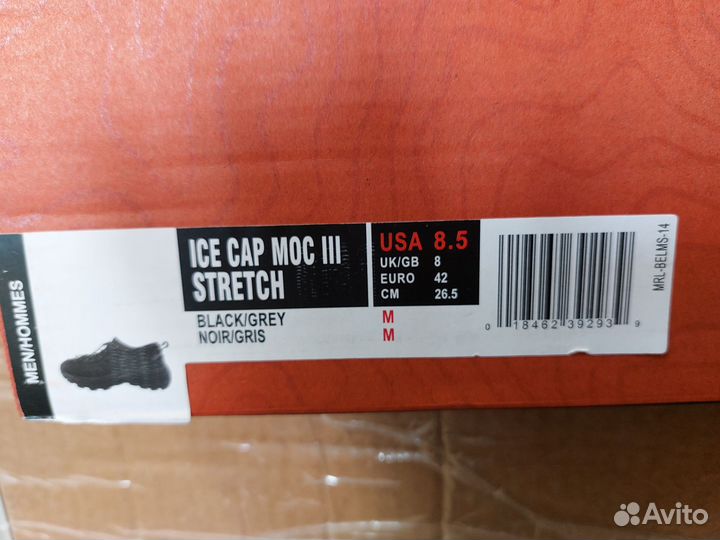 MEN/HOMMES
ICE CAP MOC III
STRETCH
BLACK/GREY
NOIR/GRIS
USA 8.5
UK/GB 8
EURO 42
CM 26.5
M
M
0 18462 39293 9
MRL-BELMS-14
Avito